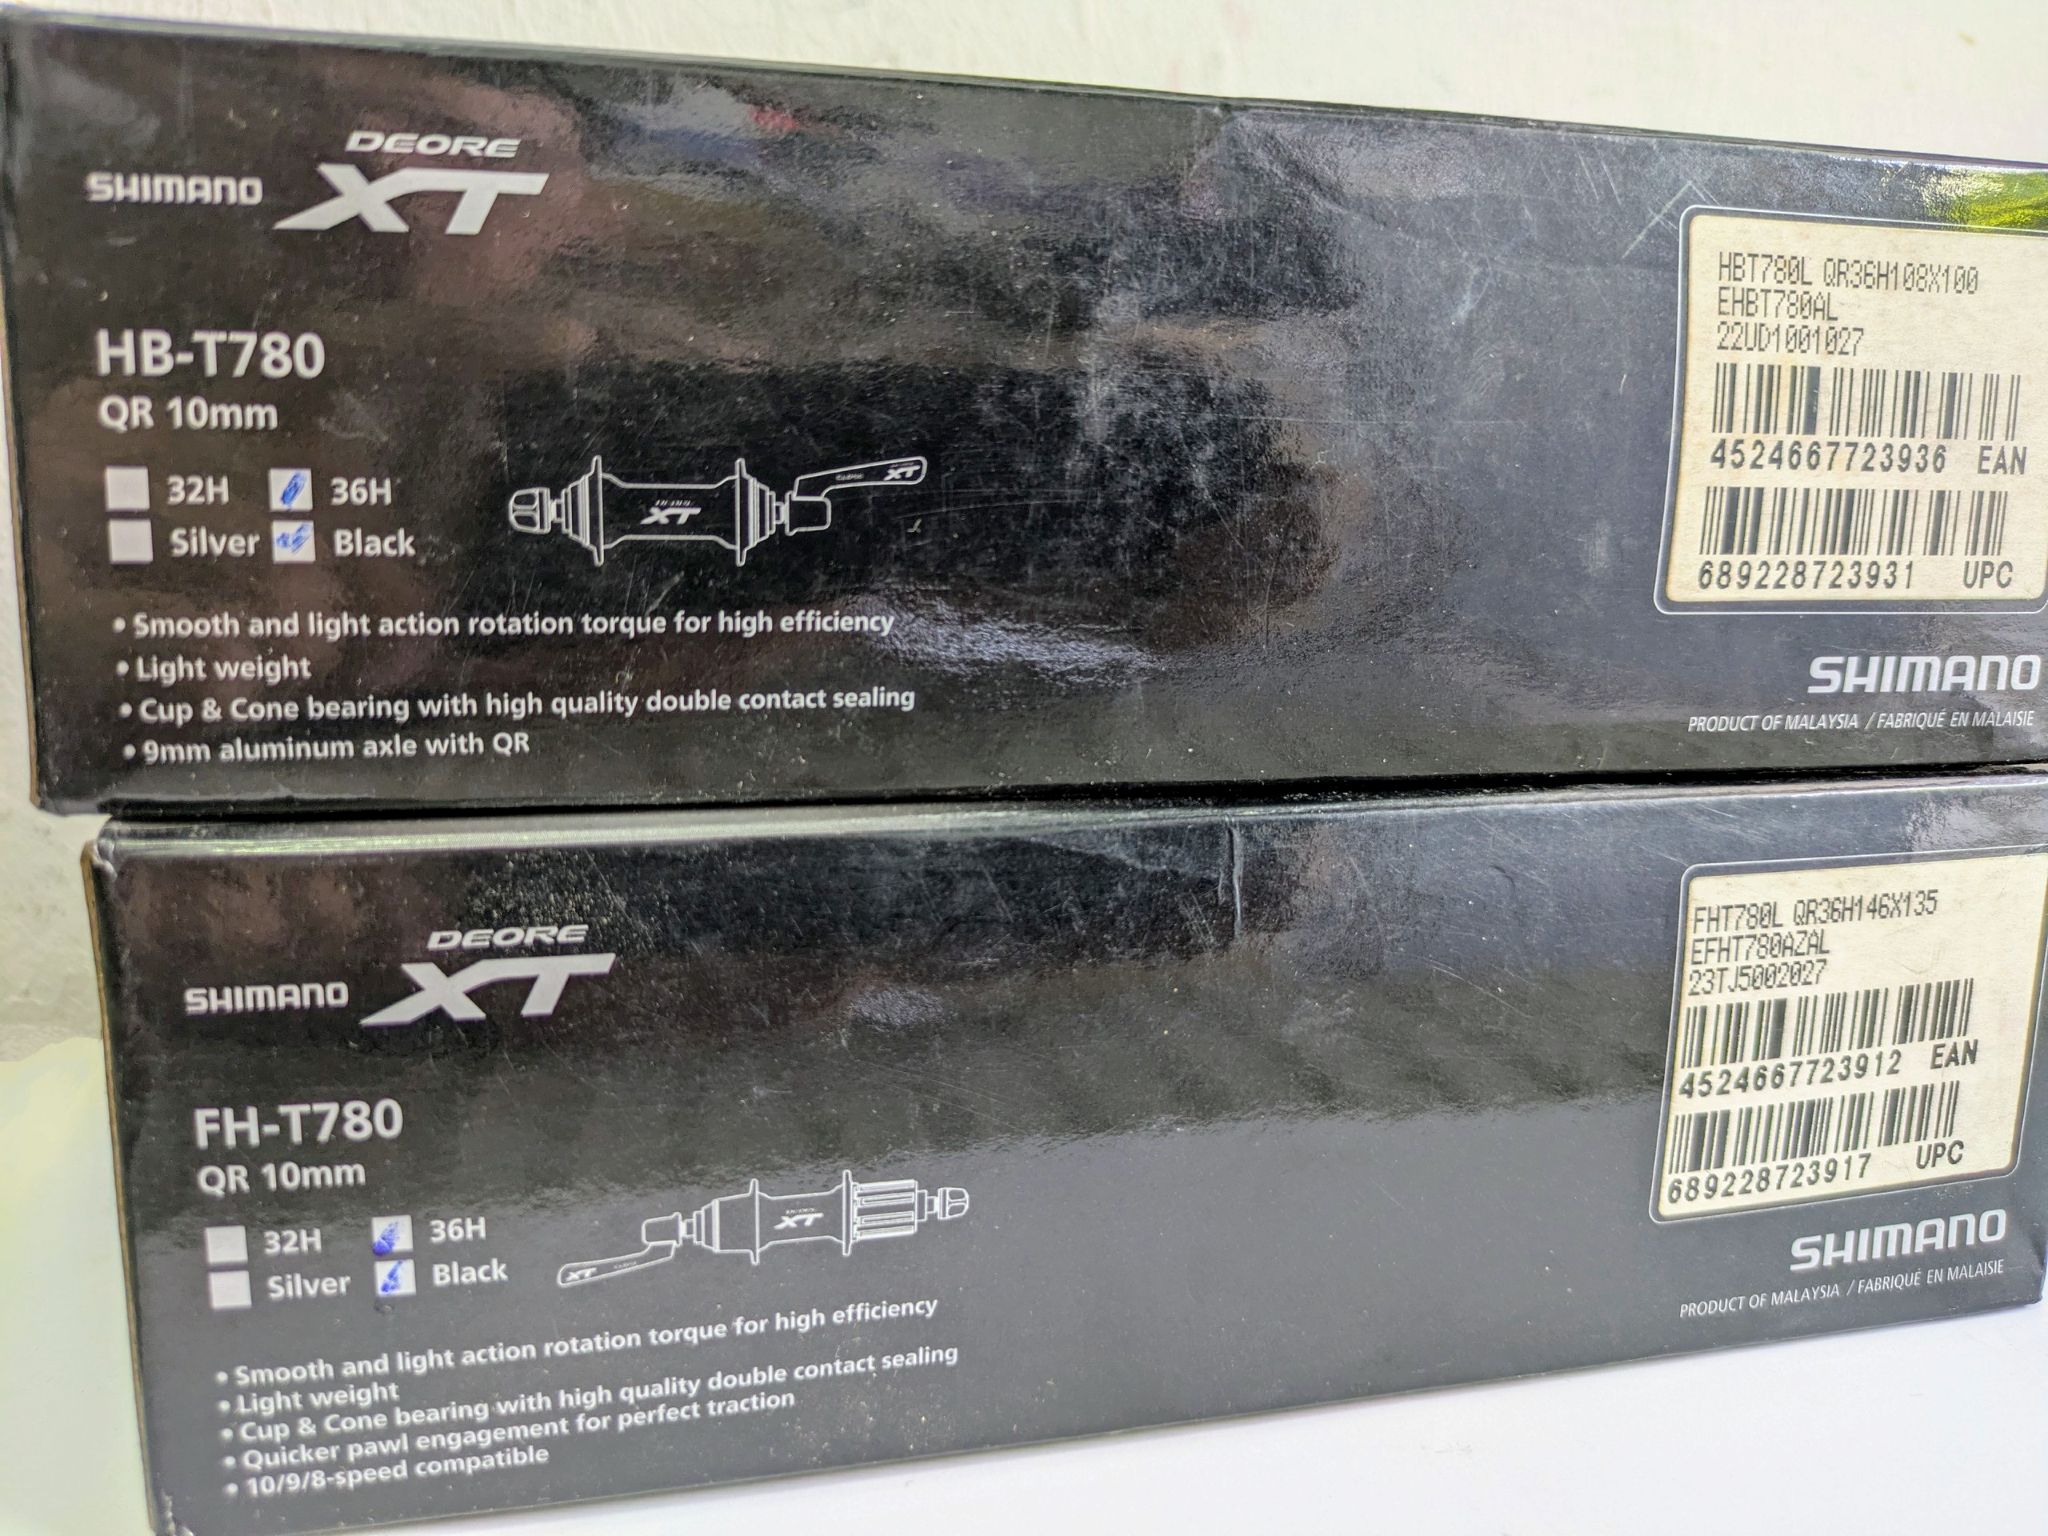 DEORE
SHIMANO XT
HB-T780
QR 10mm
32H 36H
Silver Black
XT
XT
• Smooth and light action rotation torque for high efficiency
• Light weight
• Cup & Cone bearing with high quality double contact sealing
• 9mm aluminum axle with QR
HBT780L QR36H108X100
EHBT780AL
22UD1001027
4524667723936 EAN
689228723931 UPC
SHIMANO
PRODUCT OF MALAYSIA / FABRIQUÉ EN MALAISIE
DEORE
SHIMANO XT
FH-T780
QR 10mm
32H 36H
Silver Black
XT
XT
• Smooth and light action rotation torque for high efficiency
• Light weight
• Cup & Cone bearing with high quality double contact sealing
• Quicker pawl engagement for perfect traction
• 10/9/8-speed compatible
FHT780L QR36H146X135
EFHT780AZAL
23TJ5002027
4524667723912 EAN
689228723917 UPC
SHIMANO
PRODUCT OF MALAYSIA / FABRIQUÉ EN MALAISIE